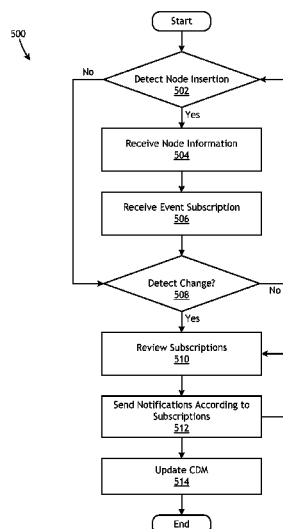 Start
500
No
Detect Node Insertion
502
Yes
Receive Node Information
504
Receive Event Subscription
506
Detect Change?
508
No
Yes
Review Subscriptions
510
Send Notifications According to
Subscriptions
512
Update CDM
514
End